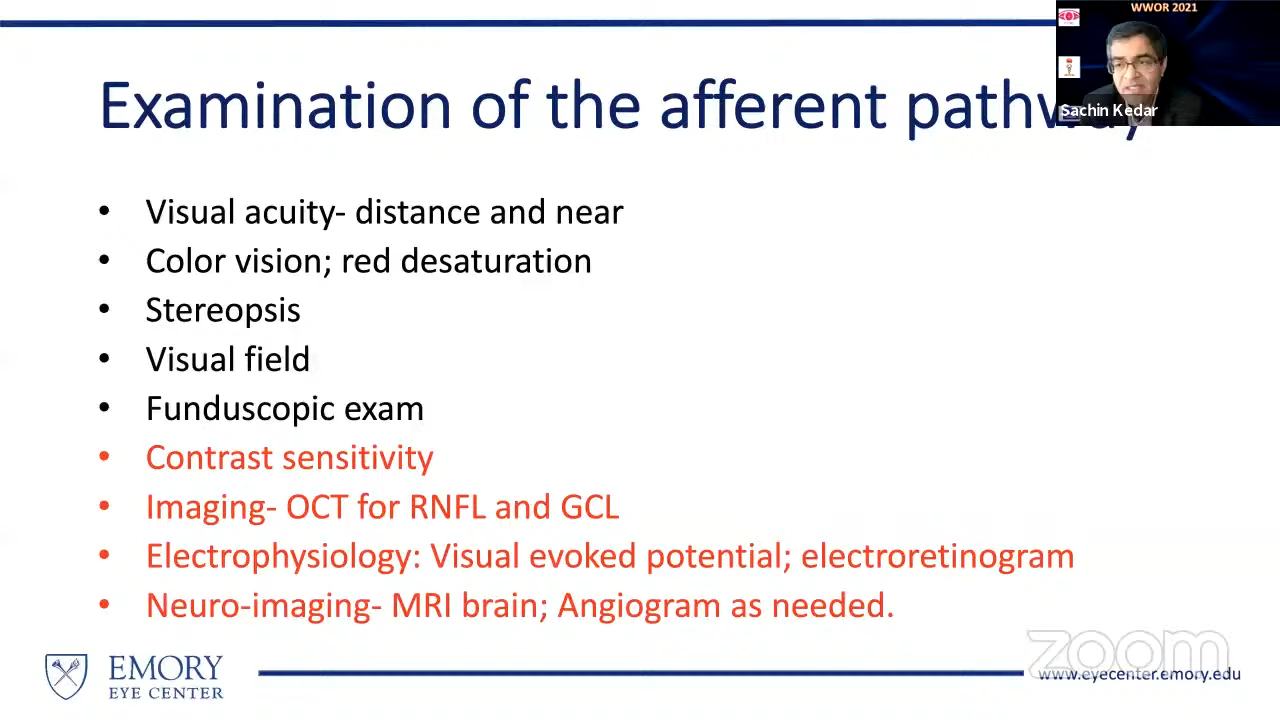 WWOR 2021
Sachin Kedar
Examination of the afferent pathway
• Visual acuity- distance and near
• Color vision; red desaturation
• Stereopsis
• Visual field
• Funduscopic exam
• Contrast sensitivity
• Imaging- OCT for RNFL and GCL
• Electrophysiology: Visual evoked potential; electroretinogram
• Neuro-imaging- MRI brain; Angiogram as needed.
EMORY
EYE CENTER
zoom
www.eyecenter.emory.edu